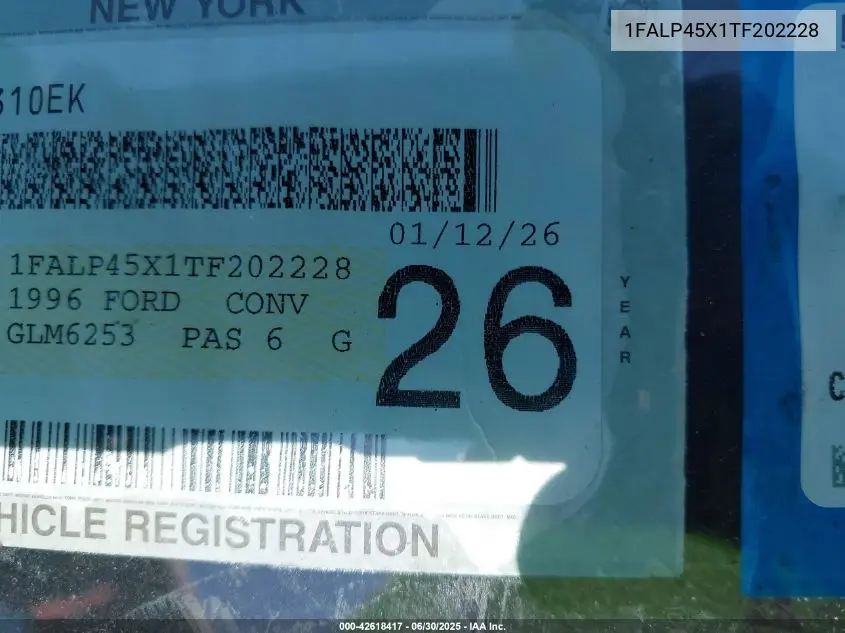 NEW YORK
1FALP45X1TF202228
310EK
01/12/26
1FALP45X1TF202228
1996 FORD CONV
GLM6253 PAS 6 G
26
YEAR
C
HICLE REGISTRATION
000-42618417 - 06/30/2025 - IAA Inc.